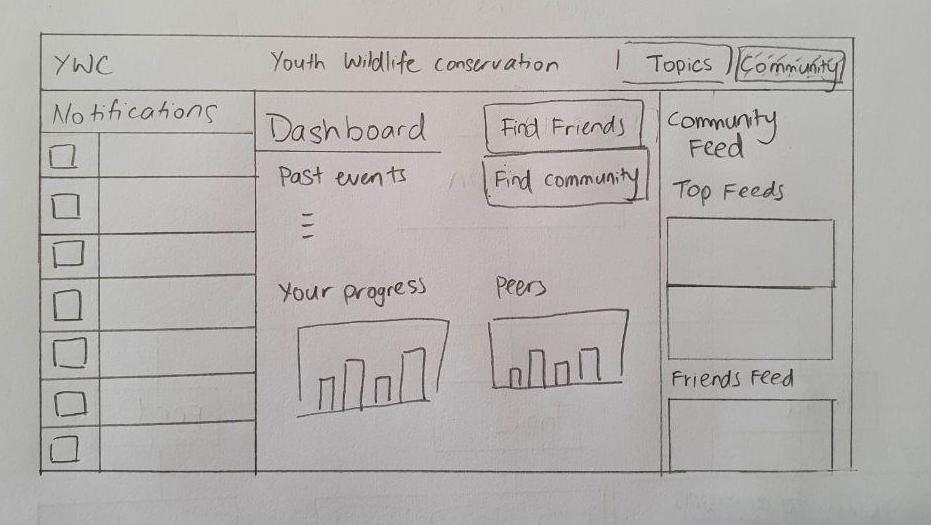 YWC
Youth Wildlife conservation
Topics
Community
Notifications
Dashboard
Find Friends
Find community
Past events
Your progress
Peers
Community
Feed
Top Feeds
Friends Feed